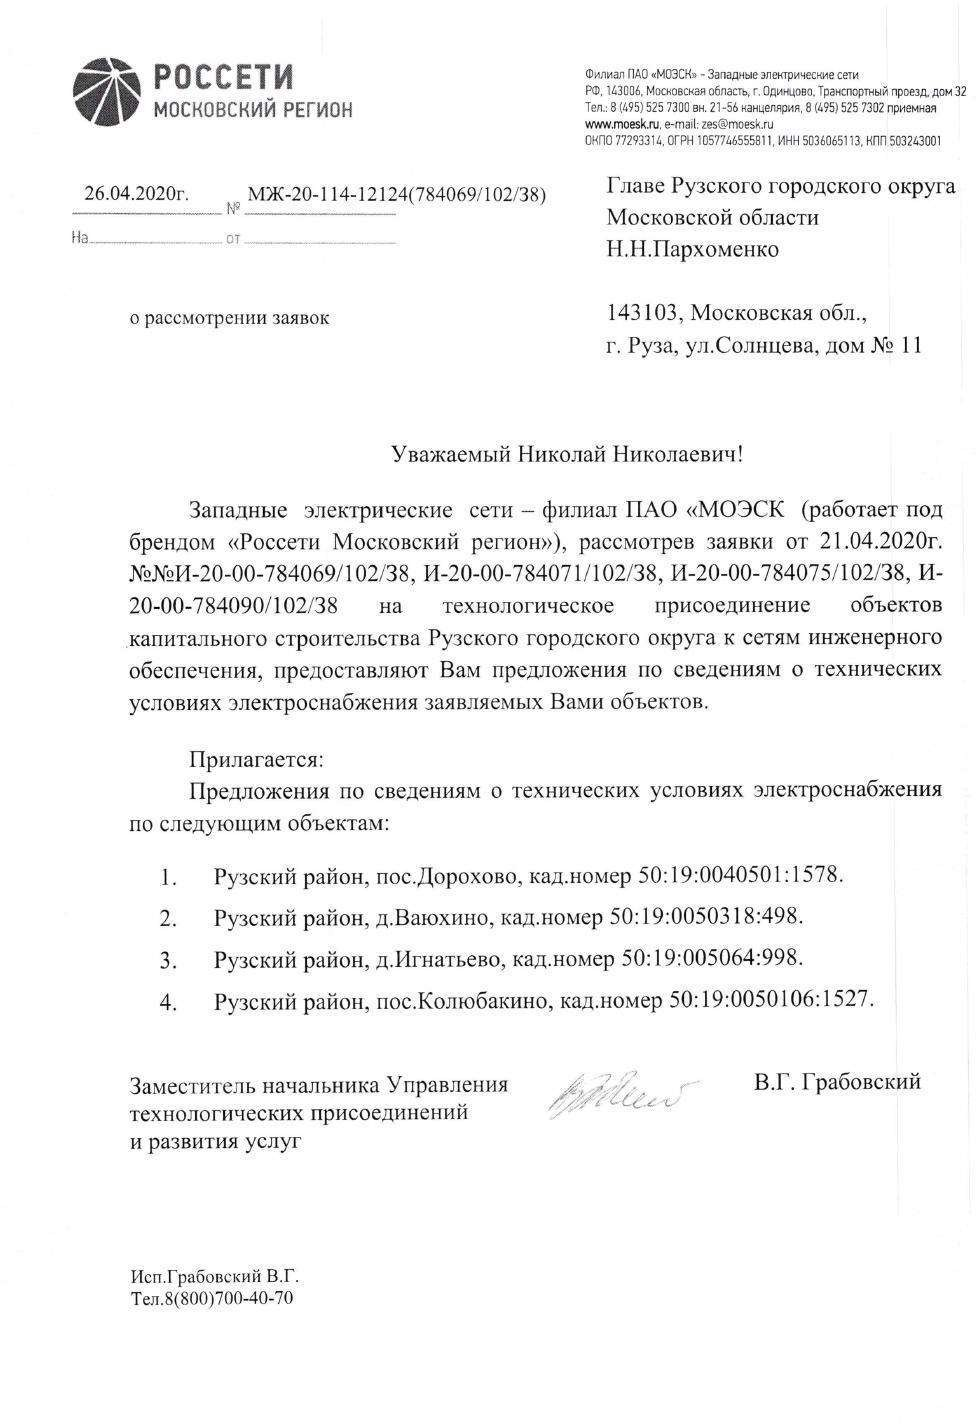 РОССЕТИ
МОСКОВСКИЙ РЕГИОН
Филиал ПАО «МОЭСК» - Западные электрические сети
РФ, 143006, Московская область, г. Одинцово, Транспортный проезд, дом 32
Тел.: 8 (495) 525 7300 вн. 21-56 канцелярия, 8 (495) 525 7302 приемная
www.moesk.ru, e-mail: zes@moesk.ru
ОКПО 77293314, ОГРН 1057746555811, ИНН 5036065113, КПП 503243001
26.04.2020г. № МЖ-20-114-12124(784069/102/38)
На от
Главе Рузского городского округа
Московской области
Н.Н.Пархоменко
143103, Московская обл.,
г. Руза, ул.Солнцева, дом № 11
о рассмотрении заявок
Уважаемый Николай Николаевич!
Западные электрические сети – филиал ПАО «МОЭСК (работает под
брендом «Россети Московский регион»), рассмотрев заявки от 21.04.2020г.
№№И-20-00-784069/102/38, И-20-00-784071/102/38, И-20-00-784075/102/38, И-
20-00-784090/102/38 на технологическое присоединение объектов
капитального строительства Рузского городского округа к сетям инженерного
обеспечения, предоставляют Вам предложения по сведениям о технических
условиях электроснабжения заявляемых Вами объектов.
Прилагается:
Предложения по сведениям о технических условиях электроснабжения
по следующим объектам:
1. Рузский район, пос.Дорохово, кад.номер 50:19:0040501:1578.
2. Рузский район, д.Ваюхино, кад.номер 50:19:0050318:498.
3. Рузский район, д.Игнатьево, кад.номер 50:19:005064:998.
4. Рузский район, пос.Колюбакино, кад.номер 50:19:0050106:1527.
Заместитель начальника Управления
технологических присоединений
и развития услуг
В.Г. Грабовский
Исп.Грабовский В.Г.
Тел.8(800)700-40-70